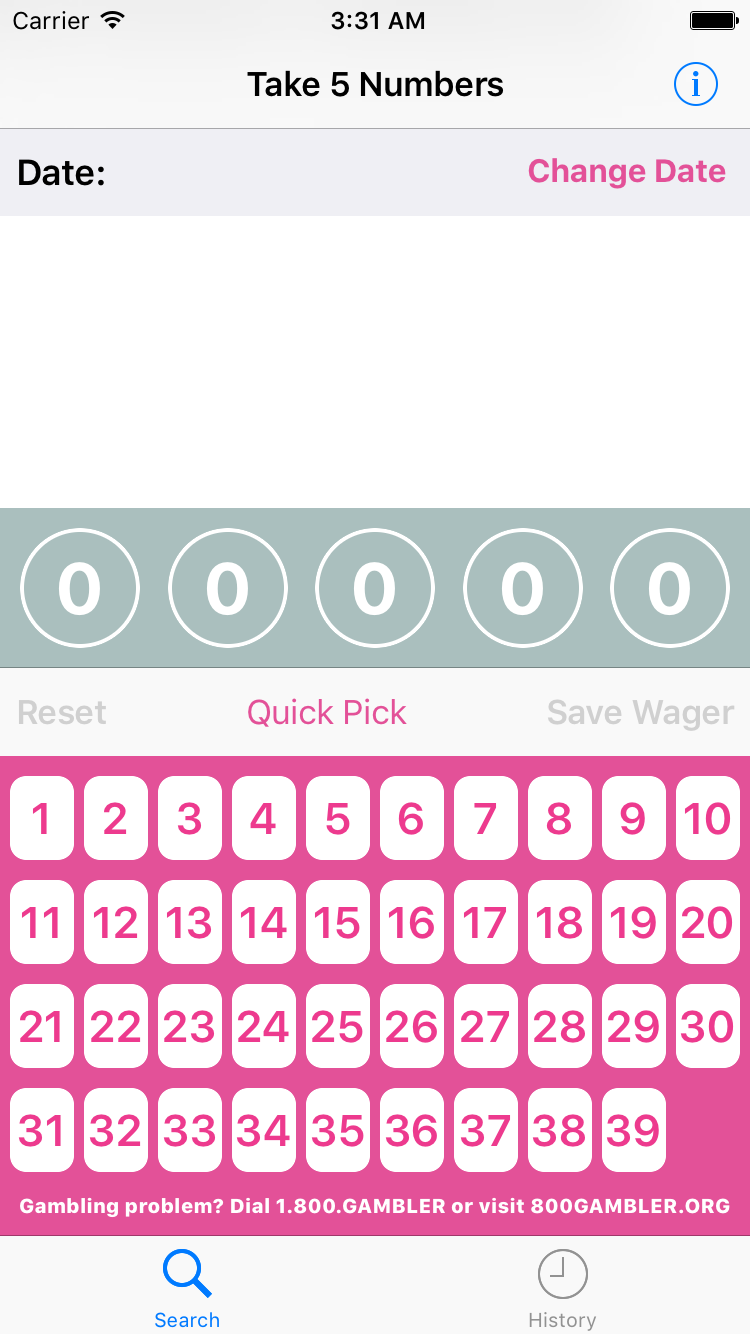 Carrier 3:31 AM
Take 5 Numbers i
Date: Change Date
0 0 0 0 0
Reset Quick Pick Save Wager
1 2 3 4 5 6 7 8 9 10
11 12 13 14 15 16 17 18 19 20
21 22 23 24 25 26 27 28 29 30
31 32 33 34 35 36 37 38 39
Gambling problem? Dial 1.800.GAMBLER or visit 800GAMBLER.ORG
Search History